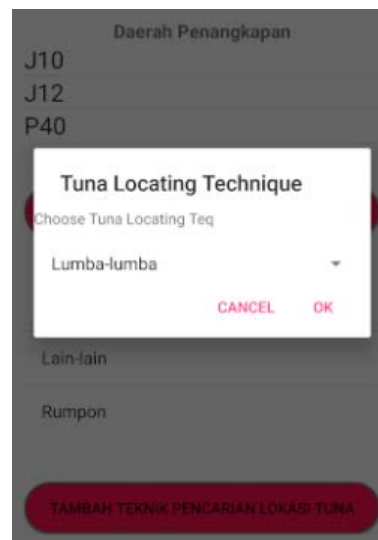 Daerah Penangkapan
J10
J12
P40
Tuna Locating Technique
Choose Tuna Locating Teq
Lumba-lumba
CANCEL OK
Lain-lain
Rumpon
TAMBAH TEKNIK PENCARIAN LOKASI TUNA